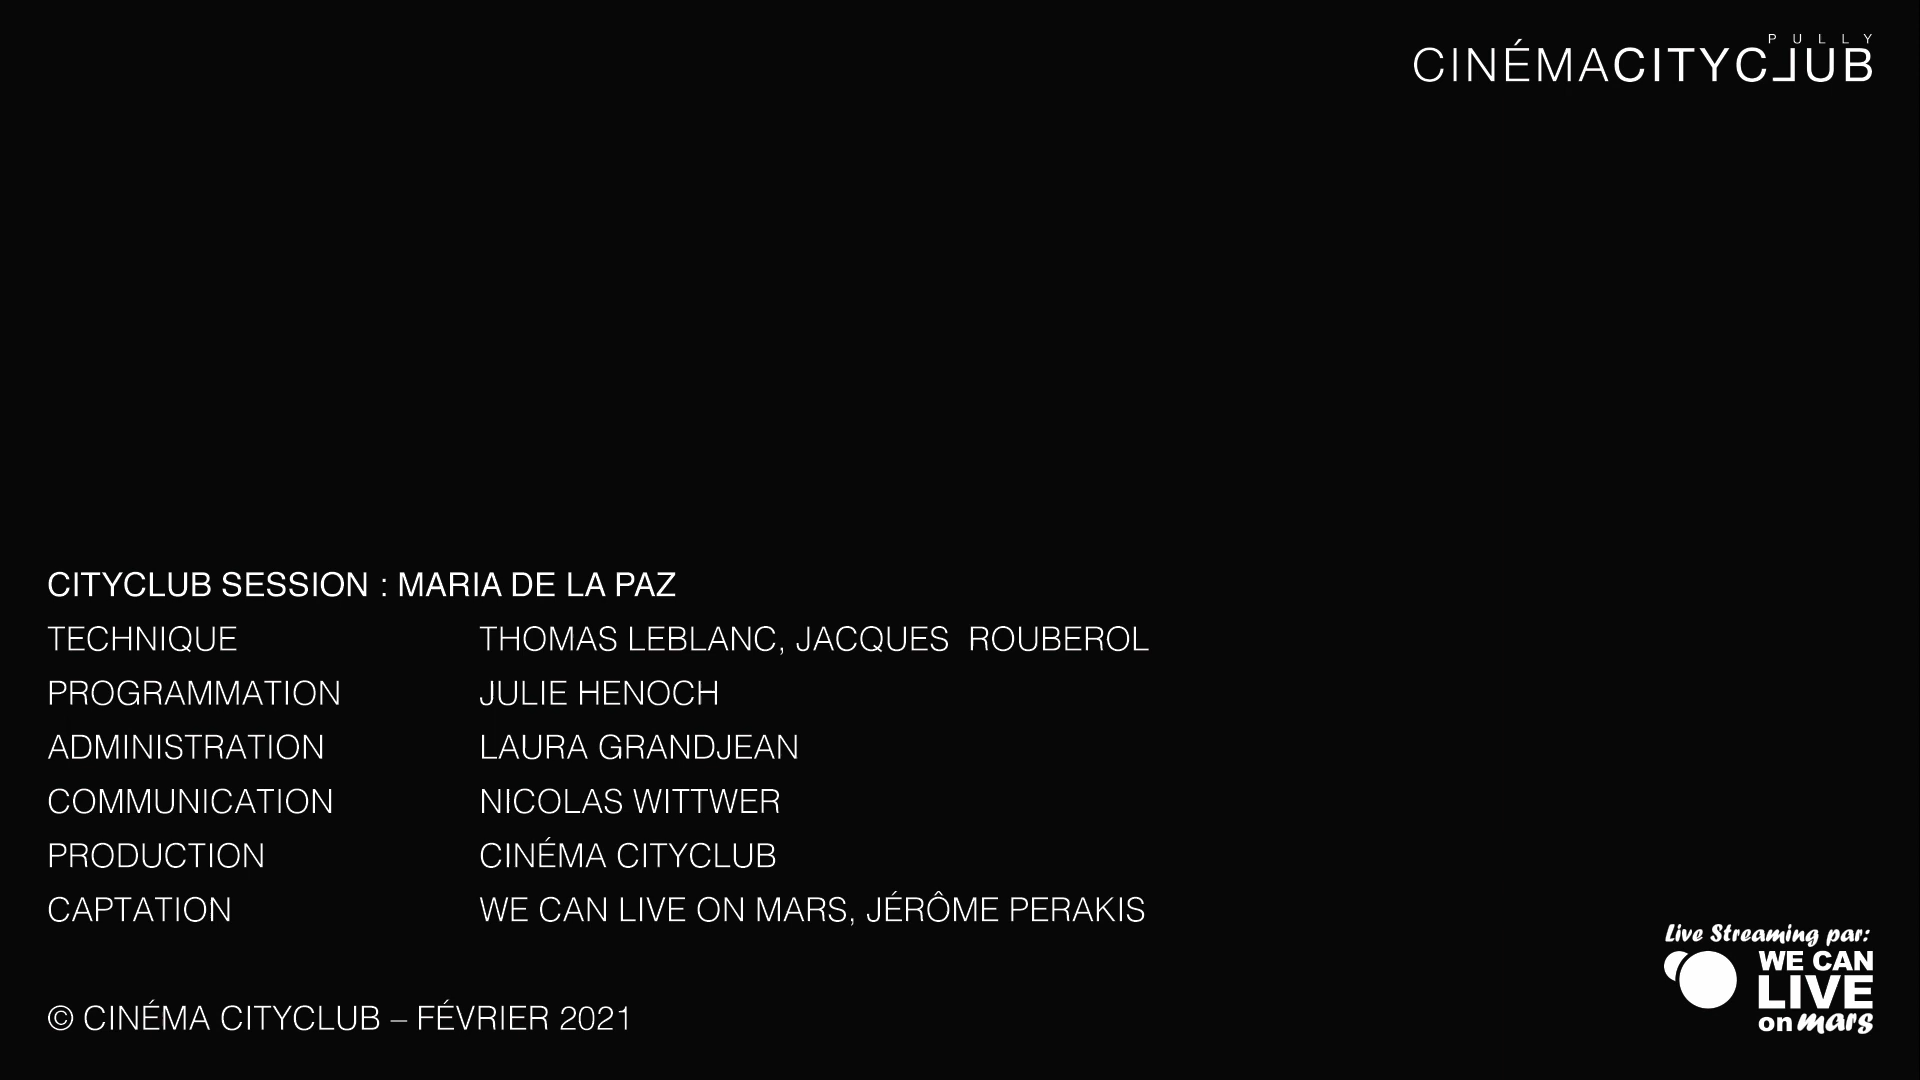 PULLY
CINÉMACITYCLUB
CITYCLUB SESSION : MARIA DE LA PAZ
TECHNIQUE THOMAS LEBLANC, JACQUES  ROUBEROL
PROGRAMMATION JULIE HENOCH
ADMINISTRATION LAURA GRANDJEAN
COMMUNICATION NICOLAS WITTWER
PRODUCTION CINÉMA CITYCLUB
CAPTATION WE CAN LIVE ON MARS, JÉRÔME PERAKIS
© CINÉMA CITYCLUB – FÉVRIER 2021
Live Streaming par:
WE CAN
LIVE
on mars